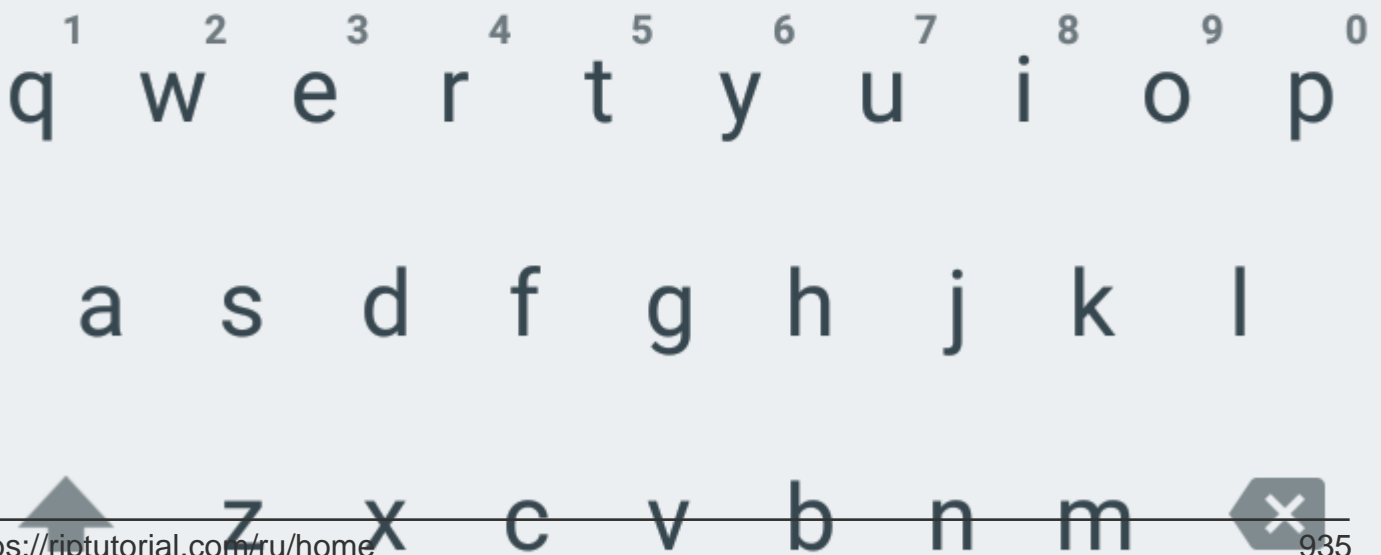 1 2 3 4 5 6 7 8 9 0
q w e r t y u i o p
a s d f g h j k l
z x c v b n m
ps://riptutorial.com/ru/home 935